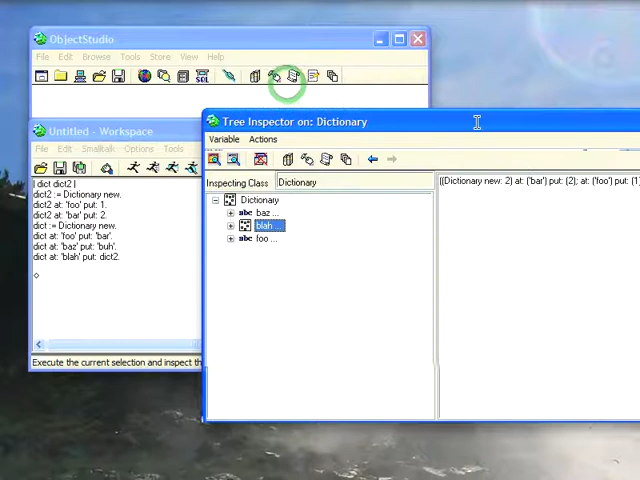 ObjectStudio
File Edit Browse Tools Store View Help
SQL
Untitled - Workspace
File Edit Smalltalk Options Tools
| dict dict2 |
dict2 := Dictionary new.
dict2 at: 'foo' put: 1.
dict2 at: 'bar' put: 2.
dict := Dictionary new.
dict at: 'foo' put: 'bar'.
dict at: 'baz' put: 'buh'.
dict at: 'blah' put: dict2.
Execute the current selection and inspect th
Tree Inspector on: Dictionary
Variable Actions
Inspecting Class Dictionary
Dictionary
abc baz ...
blah ...
abc foo ...
((Dictionary new: 2) at: ('bar') put: (2); at: ('foo') put: (1